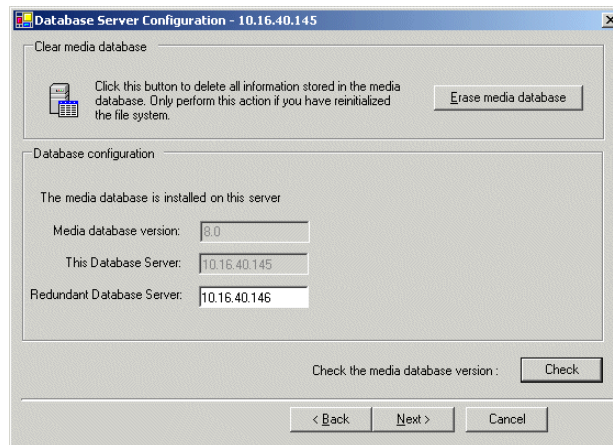 Database Server Configuration - 10.16.40.145
Clear media database
Click this button to delete all information stored in the media
database. Only perform this action if you have reinitialized
the file system.
Erase media database
Database configuration
The media database is installed on this server
Media database version: 8.0
This Database Server: 10.16.40.145
Redundant Database Server: 10.16.40.146
Check the media database version : Check
< Back Next > Cancel